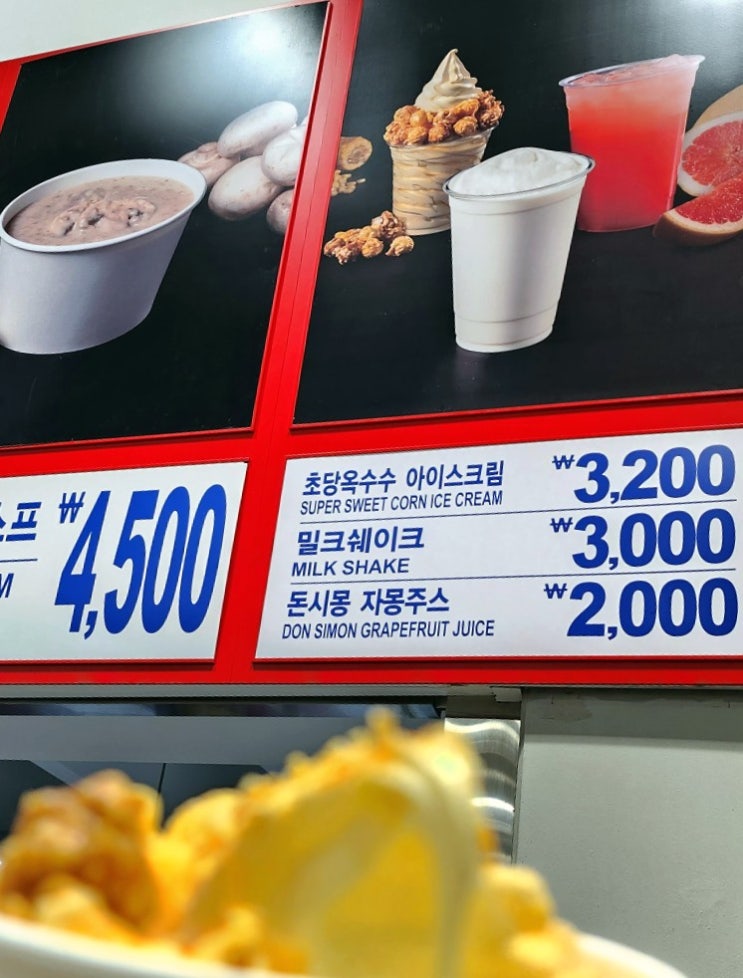 스프
₩4,500
초당옥수수 아이스크림 ₩3,200
SUPER SWEET CORN ICE CREAM
밀크쉐이크 ₩3,000
MILK SHAKE
돈시몽 자몽주스 ₩2,000
DON SIMON GRAPEFRUIT JUICE